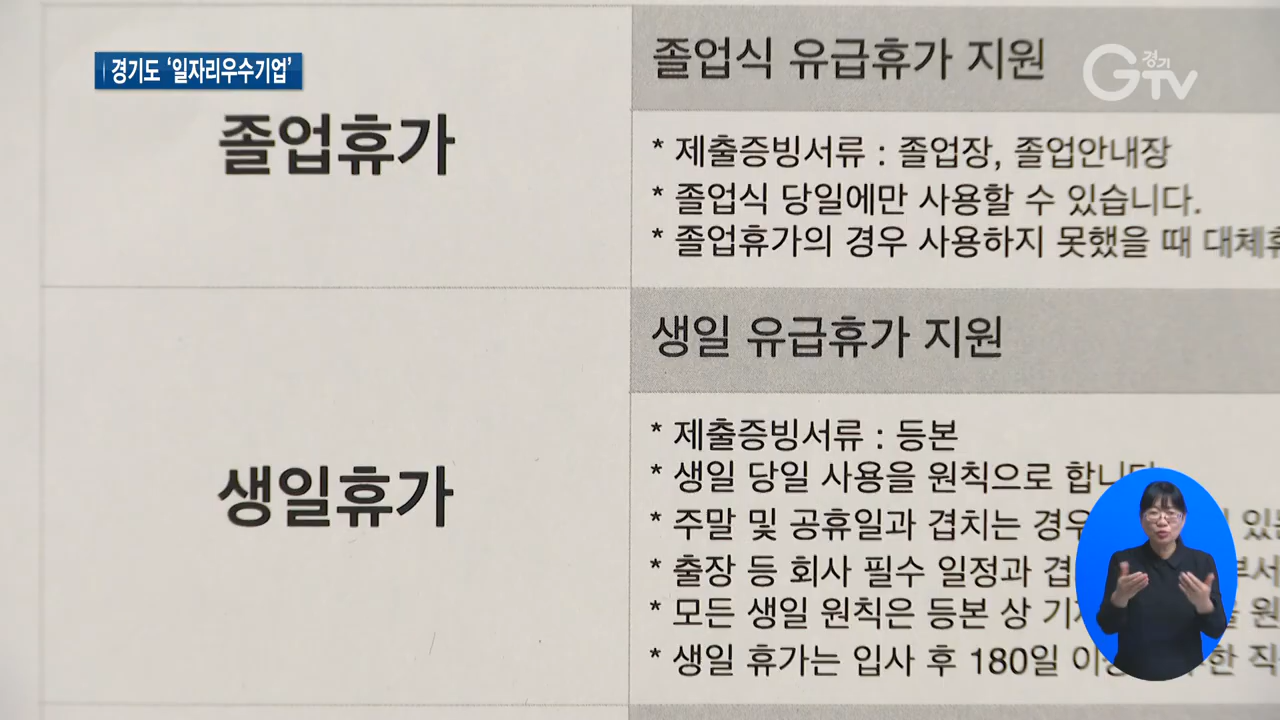 경기도 '일자리우수기업'
경기
GTV
졸업휴가
졸업식 유급휴가 지원
* 제출증빙서류 : 졸업장, 졸업안내장
* 졸업식 당일에만 사용할 수 있습니다.
* 졸업휴가의 경우 사용하지 못했을 때
생일휴가
생일 유급휴가 지원
* 제출증빙서류 : 등본
* 생일 당일 사용을 원칙으로 합니다
* 주말 및 공휴일과 겹치는 경우
* 출장 등 회사 필수 일정과
* 모든 생일 원칙은 등본 상
* 생일 휴가는 입사 후 180일